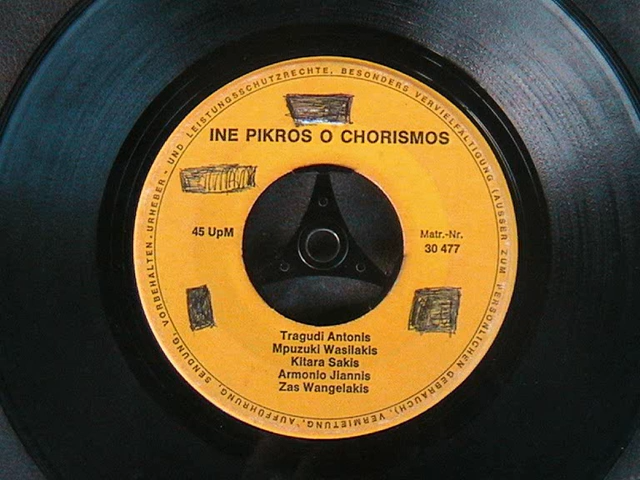 INE PIKROS O CHORISMOS
45 UpM
Matr.-Nr.
30 477
Tragudi Antonis
Mpuzuki Wasilakis
Kitara Sakis
Armonio Jiannis
Zas Wangelakis
URHEBER - UND LEISTUNGSSCHUTZRECHTE, BESONDERS VERVIELFÄLTIGUNG (AUSSER ZUM PERSÖNLICHEN GEBRAUCH), VERMIETUNG, AUFFÜHRUNG, SENDUNG, VORBEHALTEN -